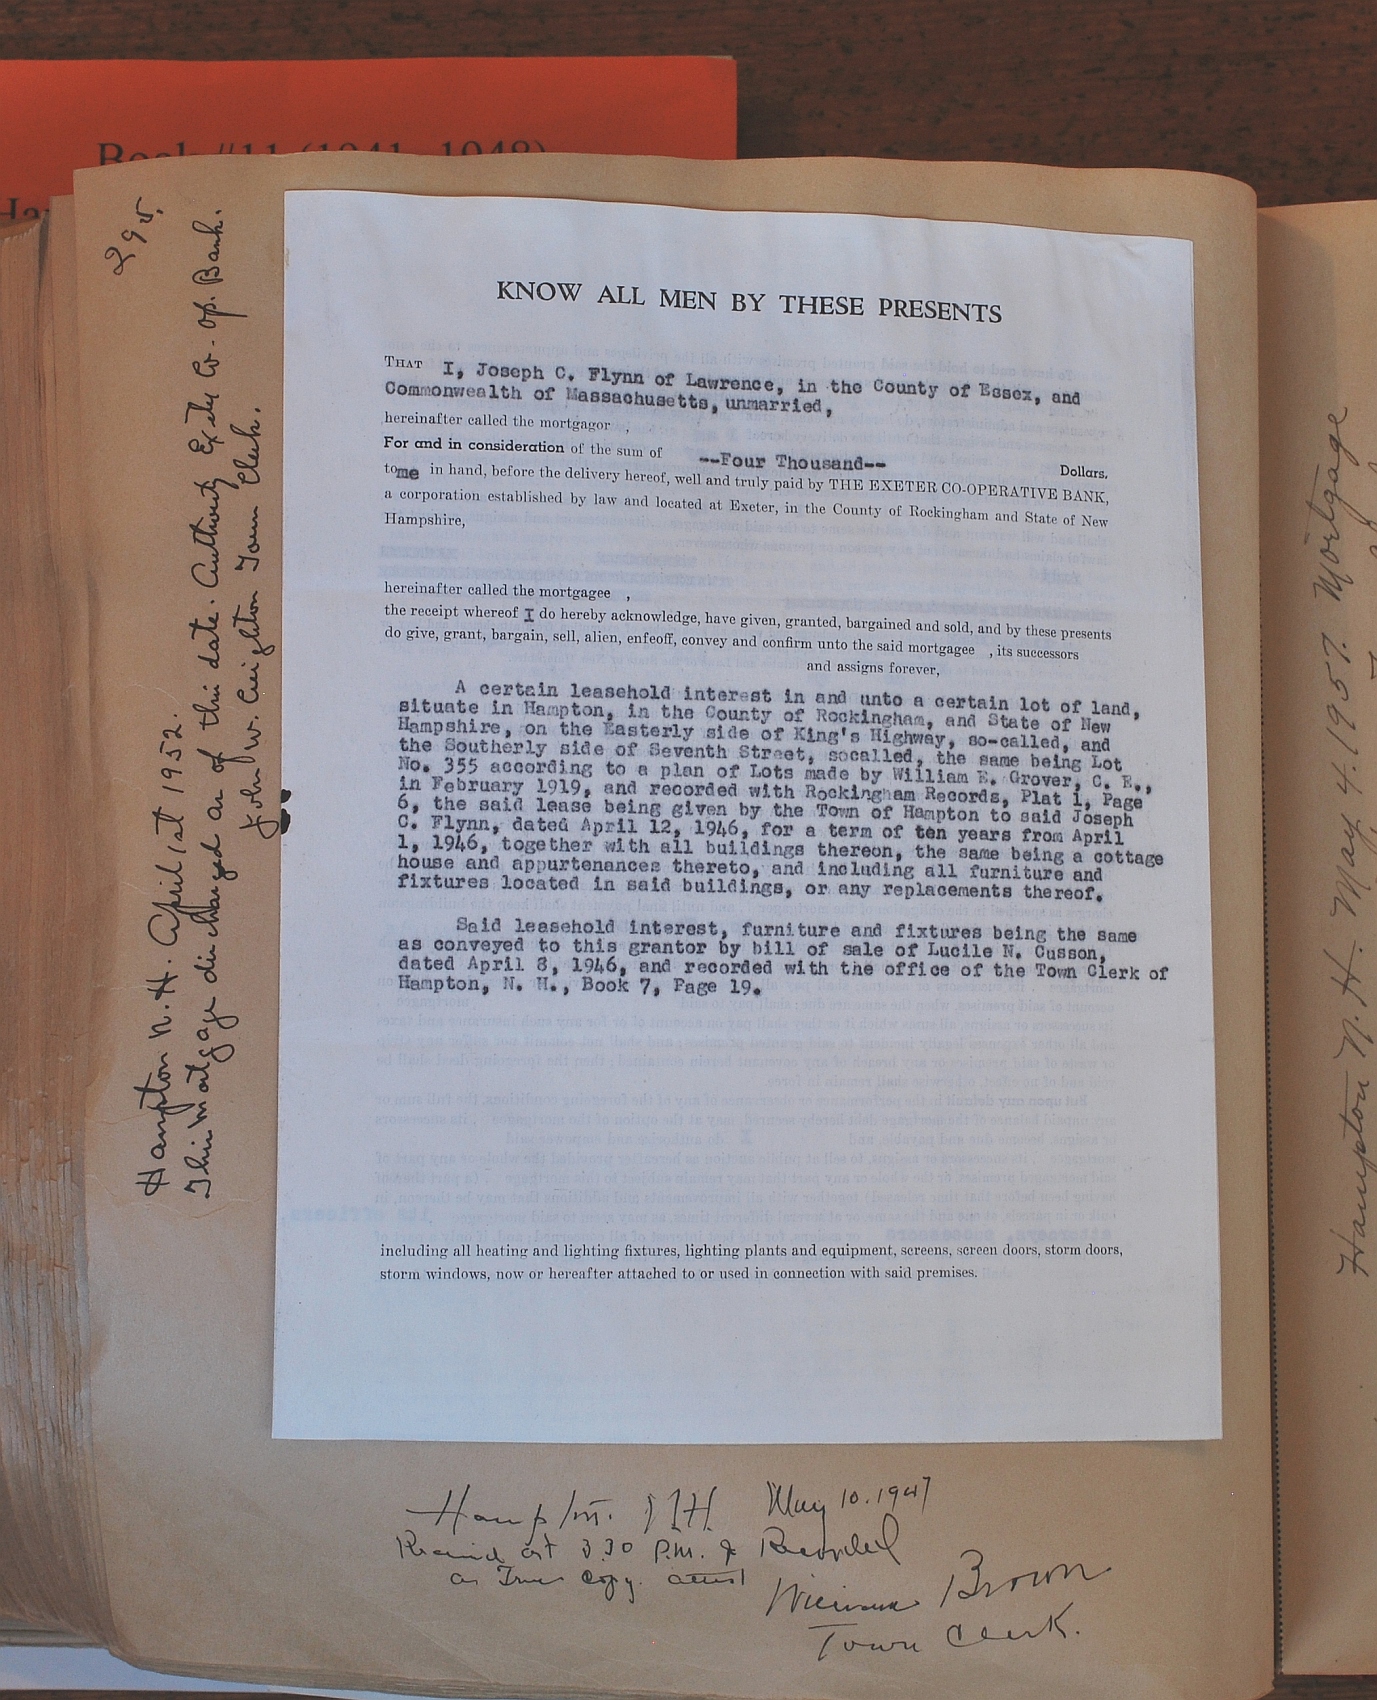 Book #11 (1941-1948)
295.
Hampton N. H. April 1st 1952.
This mortgage discharged as of this date. Authority Co-op. Bank.
John W. Creighton Town Clerk.
KNOW ALL MEN BY THESE PRESENTS
THAT I, Joseph C. Flynn of Lawrence, in the County of Essex, and
Commonwealth of Massachusetts, unmarried,
hereinafter called the mortgagor ,
For and in consideration of the sum of --Four Thousand-- Dollars,
to me in hand, before the delivery hereof, well and truly paid by THE EXETER CO-OPERATIVE BANK,
a corporation established by law and located at Exeter, in the County of Rockingham and State of New
Hampshire,
hereinafter called the mortgagee ,
the receipt whereof I do hereby acknowledge, have given, granted, bargained and sold, and by these presents
do give, grant, bargain, sell, alien, enfeoff, convey and confirm unto the said mortgagee , its successors
and assigns forever,
A certain leasehold interest in and unto a certain lot of land,
situate in Hampton, in the County of Rockingham, and State of New
Hampshire, on the Easterly side of King's Highway, so-called, and
the Southerly side of Seventh Street, socalled, the same being Lot
No. 355 according to a plan of Lots made by William E. Grover, C. E.,
in February 1919, and recorded with Rockingham Records, Plat 1, Page
6, the said lease being given by the Town of Hampton to said Joseph
C. Flynn, dated April 12, 1946, for a term of ten years from April
1, 1946, together with all buildings thereon, the same being a cottage
house and appurtenances thereto, and including all furniture and
fixtures located in said buildings, or any replacements thereof.
Said leasehold interest, furniture and fixtures being the same
as conveyed to this grantor by bill of sale of Lucile N. Cusson,
dated April 8, 1946, and recorded with the office of the Town Clerk of
Hampton, N. H., Book 7, Page 19.
including all heating and lighting fixtures, lighting plants and equipment, screens, screen doors, storm doors,
storm windows, now or hereafter attached to or used in connection with said premises.
Hampton. NH May 10. 1947
Received at 3 30 P.M. & Recorded
as True Copy. attest
William Brown
Town Clerk.
Hampton N. H. May 4. 1957. Mortgage